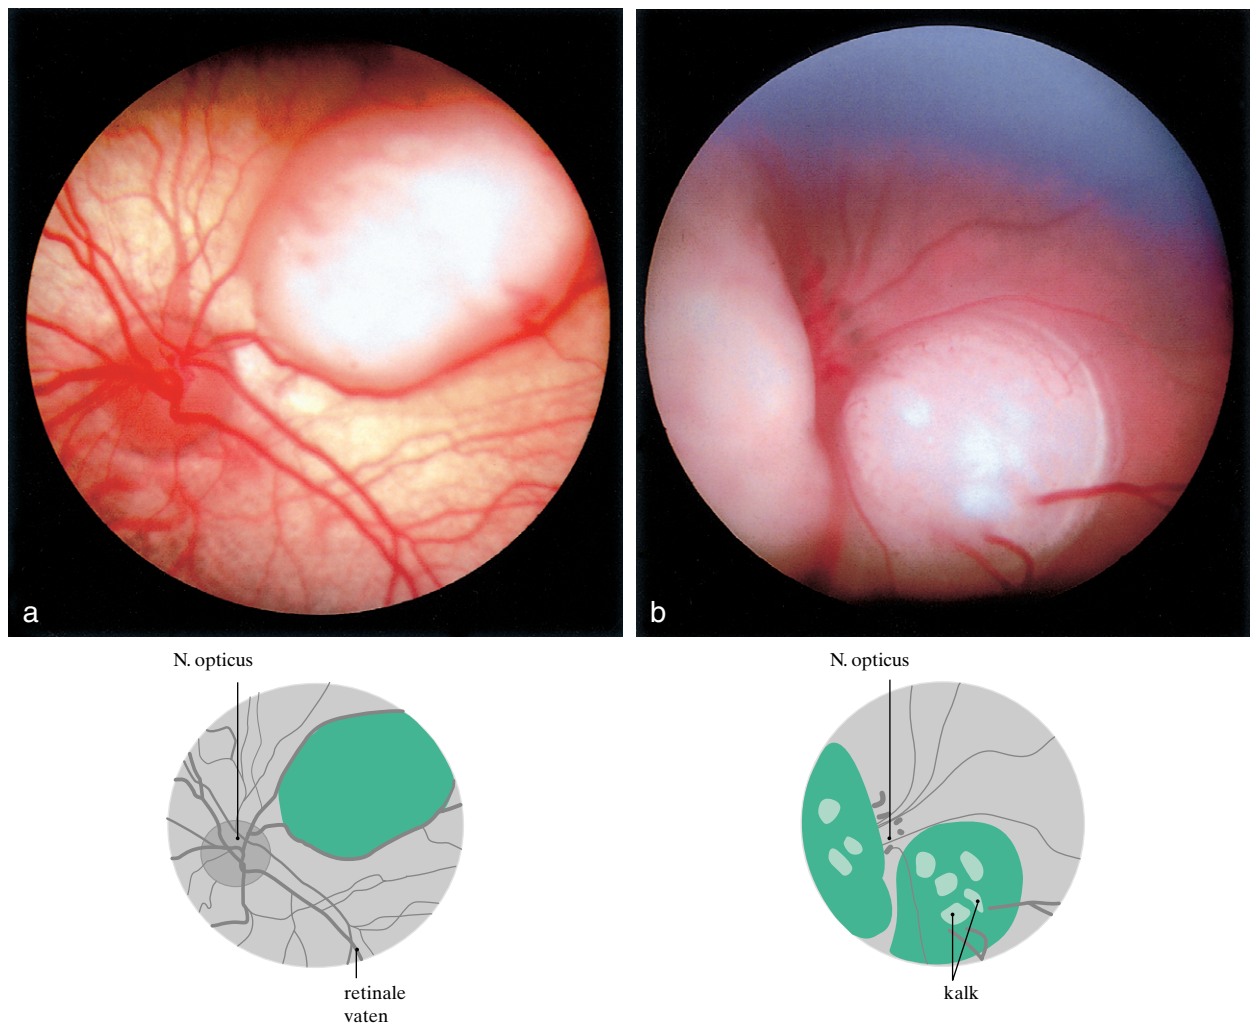 a
b
N. opticus
N. opticus
retinale
vaten
kalk